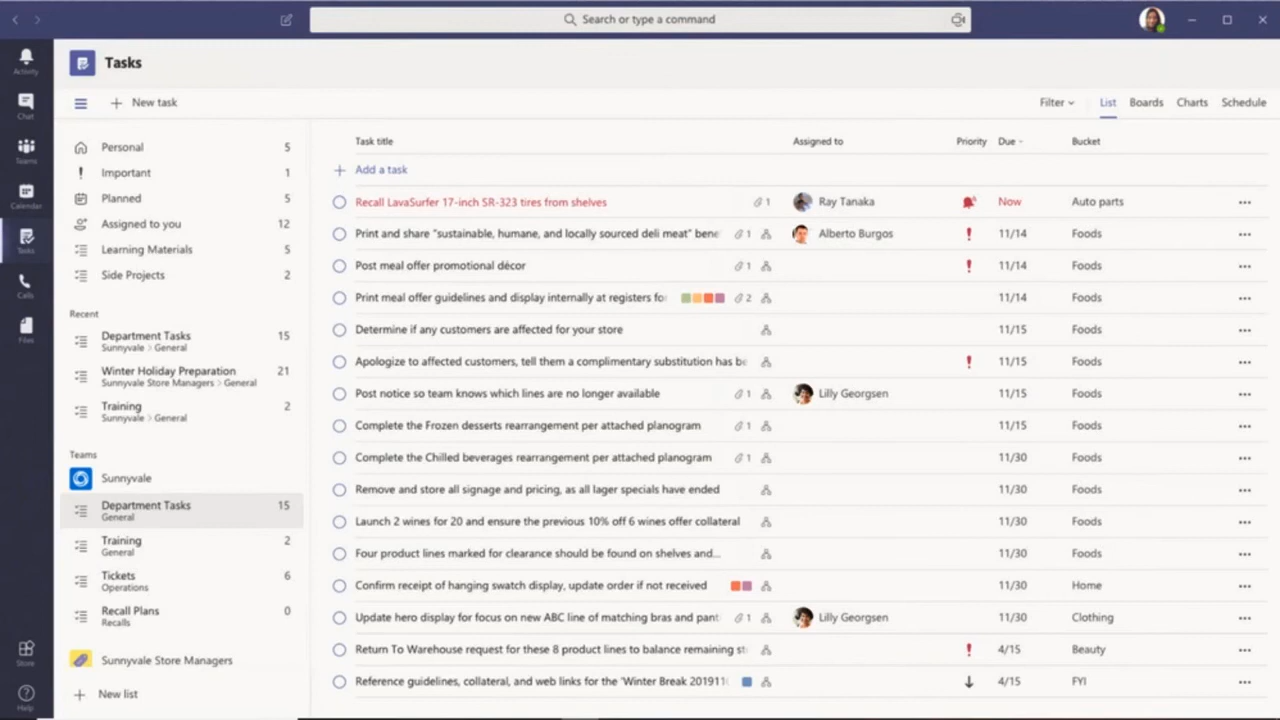 Search or type a command
Activity
Chat
Teams
Calendar
Tasks
Calls
Files
Store
Help
Tasks
New task
Filter
List
Boards
Charts
Schedule
Personal 5
Important 1
Planned 5
Assigned to you 12
Learning Materials 5
Side Projects 2
Recent
Department Tasks 15
Sunnyvale > General
Winter Holiday Preparation 21
Sunnyvale Store Managers > General
Training 2
Sunnyvale > General
Teams
Sunnyvale
Department Tasks 15
General
Training 2
General
Tickets 6
Operations
Recall Plans 0
Recalls
Sunnyvale Store Managers
New list
Task title Assigned to Priority Due Bucket
Add a task
Recall LavaSurfer 17-inch SR-323 tires from shelves 1 Ray Tanaka Now Auto parts
Print and share "sustainable, humane, and locally sourced deli meat" bene 1 Alberto Burgos 11/14 Foods
Post meal offer promotional décor 1 11/14 Foods
Print meal offer guidelines and display internally at registers for 2 11/14 Foods
Determine if any customers are affected for your store 11/15 Foods
Apologize to affected customers, tell them a complimentary substitution has be 11/15 Foods
Post notice so team knows which lines are no longer available 1 Lilly Georgsen 11/15 Foods
Complete the Frozen desserts rearrangement per attached planogram 1 11/15 Foods
Complete the Chilled beverages rearrangement per attached planogram 1 11/30 Foods
Remove and store all signage and pricing, as all lager specials have ended 11/30 Foods
Launch 2 wines for 20 and ensure the previous 10% off 6 wines offer collateral 11/30 Foods
Four product lines marked for clearance should be found on shelves and... 11/30 Foods
Confirm receipt of hanging swatch display, update order if not received 11/30 Home
Update hero display for focus on new ABC line of matching bras and pant 1 Lilly Georgsen 11/30 Clothing
Return To Warehouse request for these 8 product lines to balance remaining st 4/15 Beauty
Reference guidelines, collateral, and web links for the 'Winter Break 201911 4/15 FYI